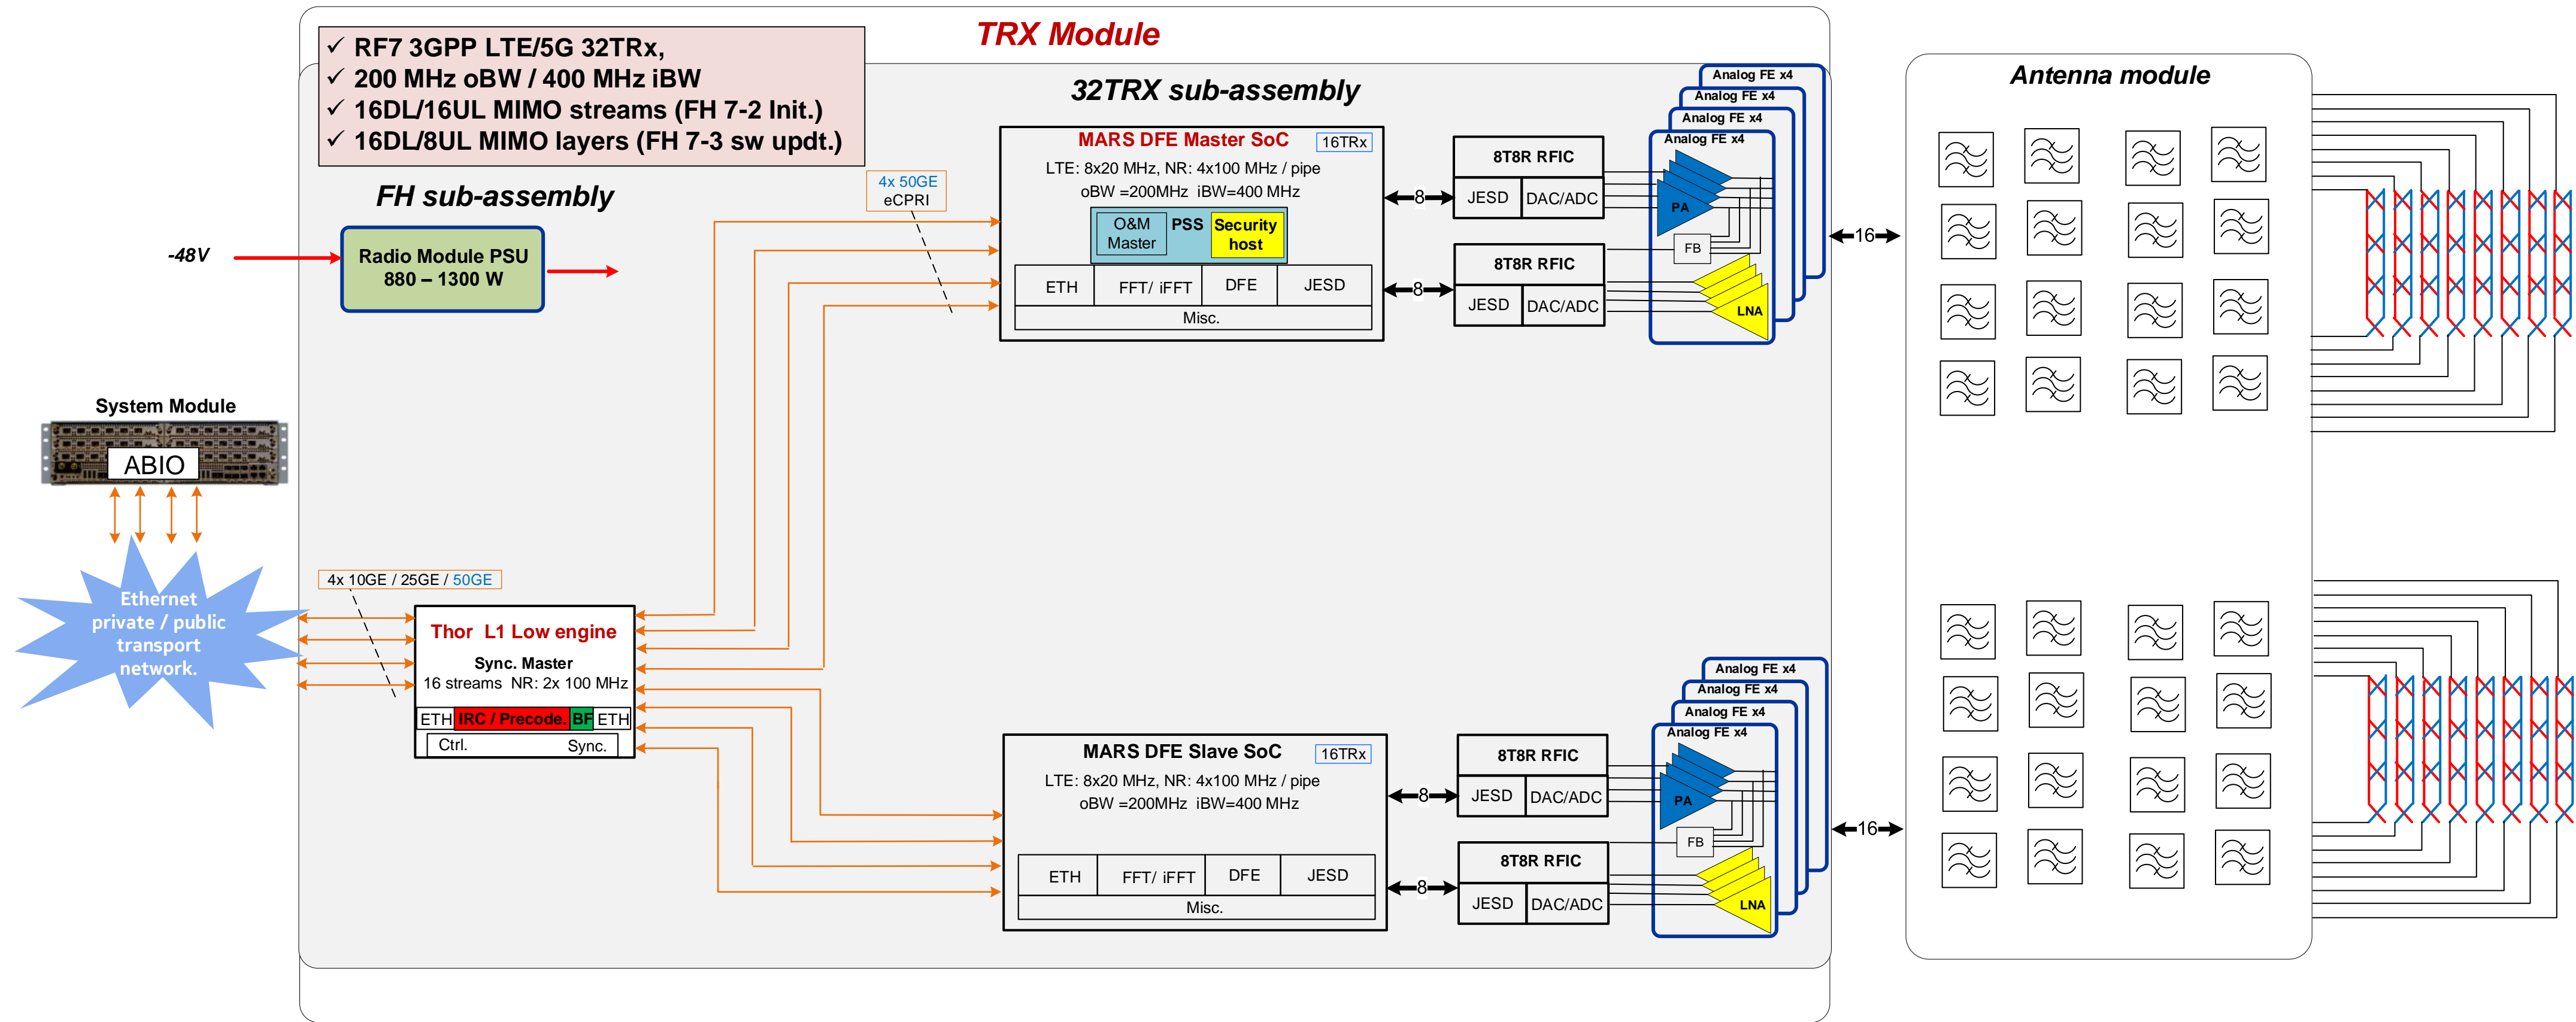 TRX Module
✓ RF7 3GPP LTE/5G 32TRx,
✓ 200 MHz oBW / 400 MHz iBW
✓ 16DL/16UL MIMO streams (FH 7-2 Init.)
✓ 16DL/8UL MIMO layers (FH 7-3 sw updt.)
FH sub-assembly
-48V
Radio Module PSU
880 – 1300 W
System Module
ABIO
Ethernet
private / public
transport
network.
4x 10GE / 25GE / 50GE
Thor L1 Low engine
Sync. Master
16 streams NR: 2x 100 MHz
ETH IRC / Precode. BF ETH
Ctrl. Sync.
4x 50GE
eCPRI
32TRX sub-assembly
MARS DFE Master SoC
16TRx
LTE: 8x20 MHz, NR: 4x100 MHz / pipe
oBW =200MHz iBW=400 MHz
O&M
Master
PSS
Security
host
ETH FFT/ iFFT DFE JESD
Misc.
8
8
8T8R RFIC
JESD DAC/ADC
8T8R RFIC
JESD DAC/ADC
Analog FE x4
Analog FE x4
Analog FE x4
Analog FE x4
PA
FB
LNA
16
MARS DFE Slave SoC
16TRx
LTE: 8x20 MHz, NR: 4x100 MHz / pipe
oBW =200MHz iBW=400 MHz
ETH FFT/ iFFT DFE JESD
Misc.
8
8
8T8R RFIC
JESD DAC/ADC
8T8R RFIC
JESD DAC/ADC
Analog FE x4
Analog FE x4
Analog FE x4
Analog FE x4
PA
FB
LNA
16
Antenna module